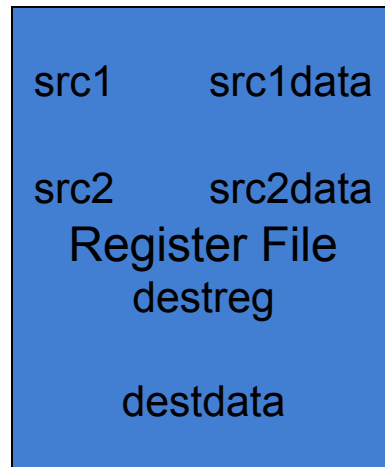 src1 src1data
src2 src2data
Register File
destreg
destdata